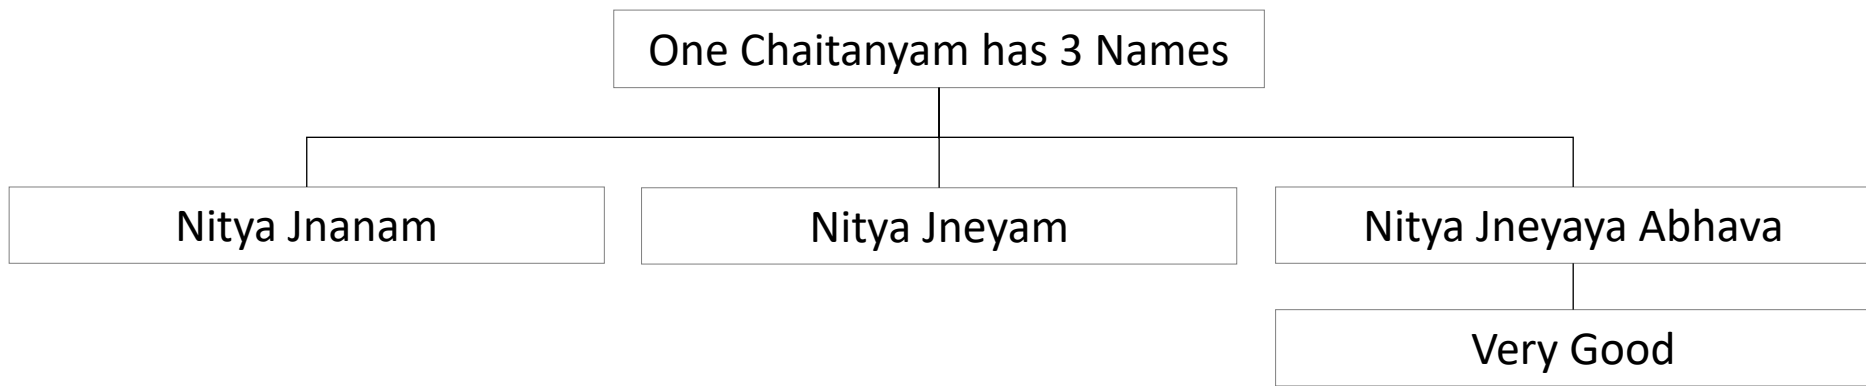 One Chaitanyam has 3 Names
Nitya Jnanam
Nitya Jneyam
Nitya Jneyaya Abhava
Very Good